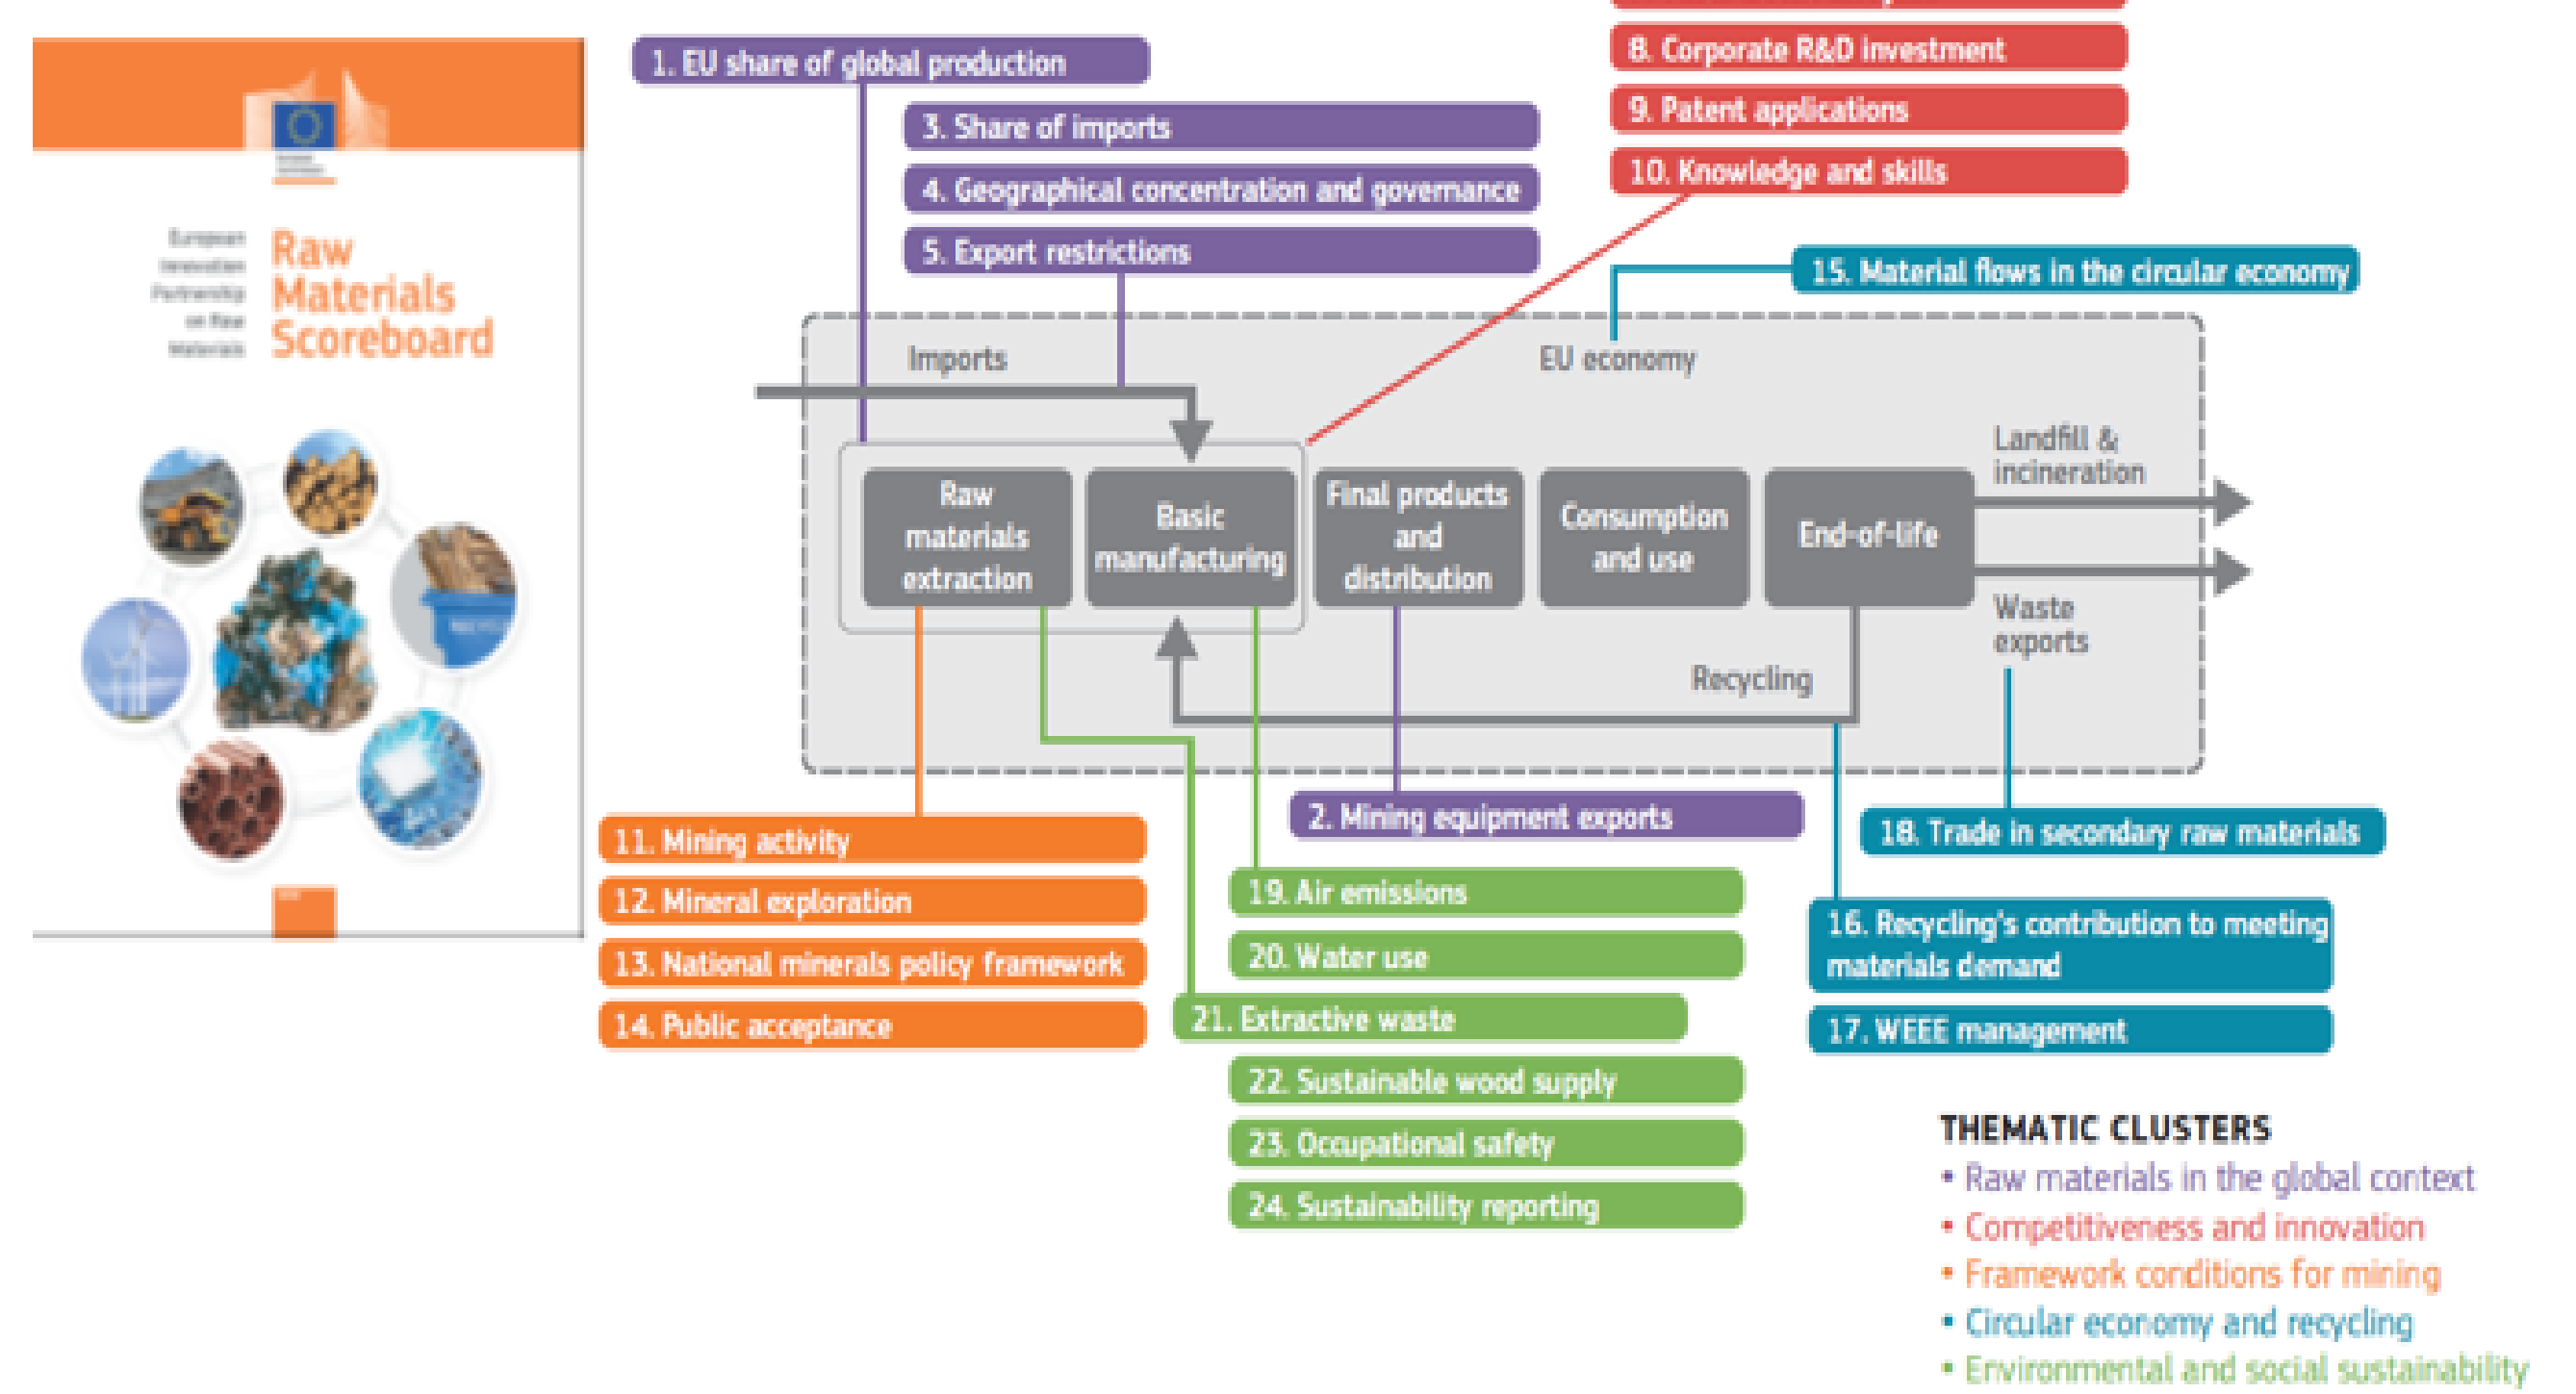 European
Innovation
Partnership
on Raw
Materials
Raw
Materials
Scoreboard
1. EU share of global production
3. Share of imports
4. Geographical concentration and governance
5. Export restrictions
8. Corporate R&D investment
9. Patent applications
10. Knowledge and skills
15. Material flows in the circular economy
Imports
EU economy
Landfill &
incineration
Raw
materials
extraction
Basic
manufacturing
Final products
and
distribution
Consumption
and use
End-of-life
Waste
exports
Recycling
2. Mining equipment exports
11. Mining activity
12. Mineral exploration
13. National minerals policy framework
14. Public acceptance
18. Trade in secondary raw materials
19. Air emissions
20. Water use
21. Extractive waste
22. Sustainable wood supply
23. Occupational safety
24. Sustainability reporting
16. Recycling's contribution to meeting
materials demand
17. WEEE management
THEMATIC CLUSTERS
• Raw materials in the global context
• Competitiveness and innovation
• Framework conditions for mining
• Circular economy and recycling
• Environmental and social sustainability